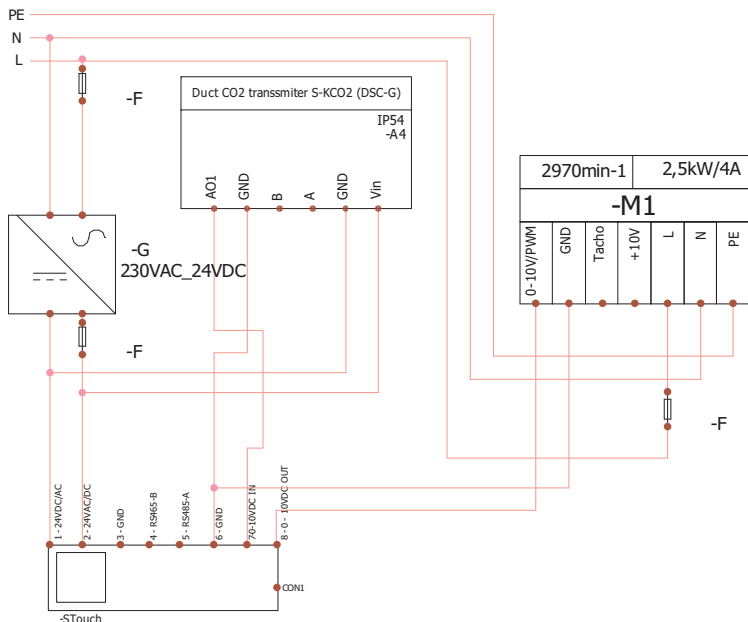 PE
N
L
-F
Duct CO2 transsmiter S-KCO2 (DSC-G)
IP54
-A4
AO1
GND
B
A
GND
Vin
2970min-1
2,5kW/4A
-M1
0-10V/PWM
GND
Tacho
+10V
L
N
PE
-G
230VAC_24VDC
-F
-F
1 - 24VDC/AC
2 - 24VAC/DC
3 - GND
4 - RS465-B
5 - RS485-A
6 - GND
7-0-10VDC IN
8 - 0 - 10VDC OUT
CON1
-STouch